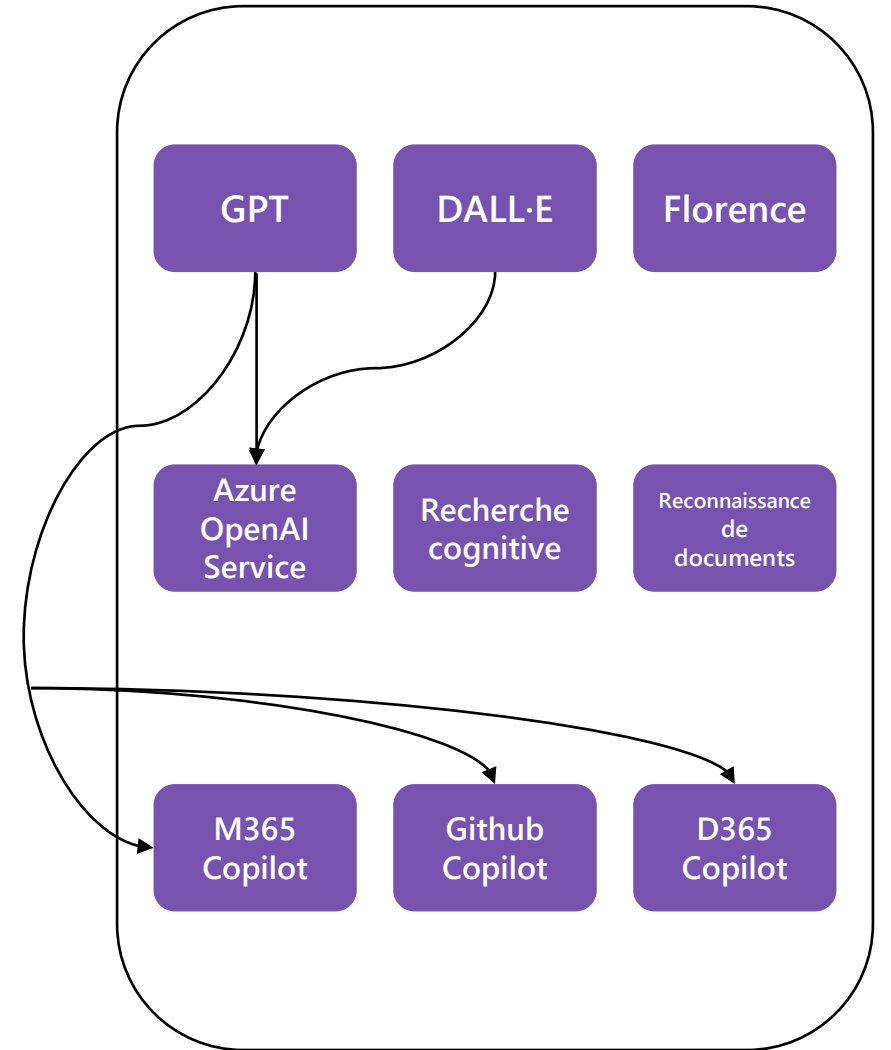 GPT
DALL·E
Florence
Azure
OpenAI
Service
Recherche
cognitive
Reconnaissance
de
documents
M365
Copilot
Github
Copilot
D365
Copilot